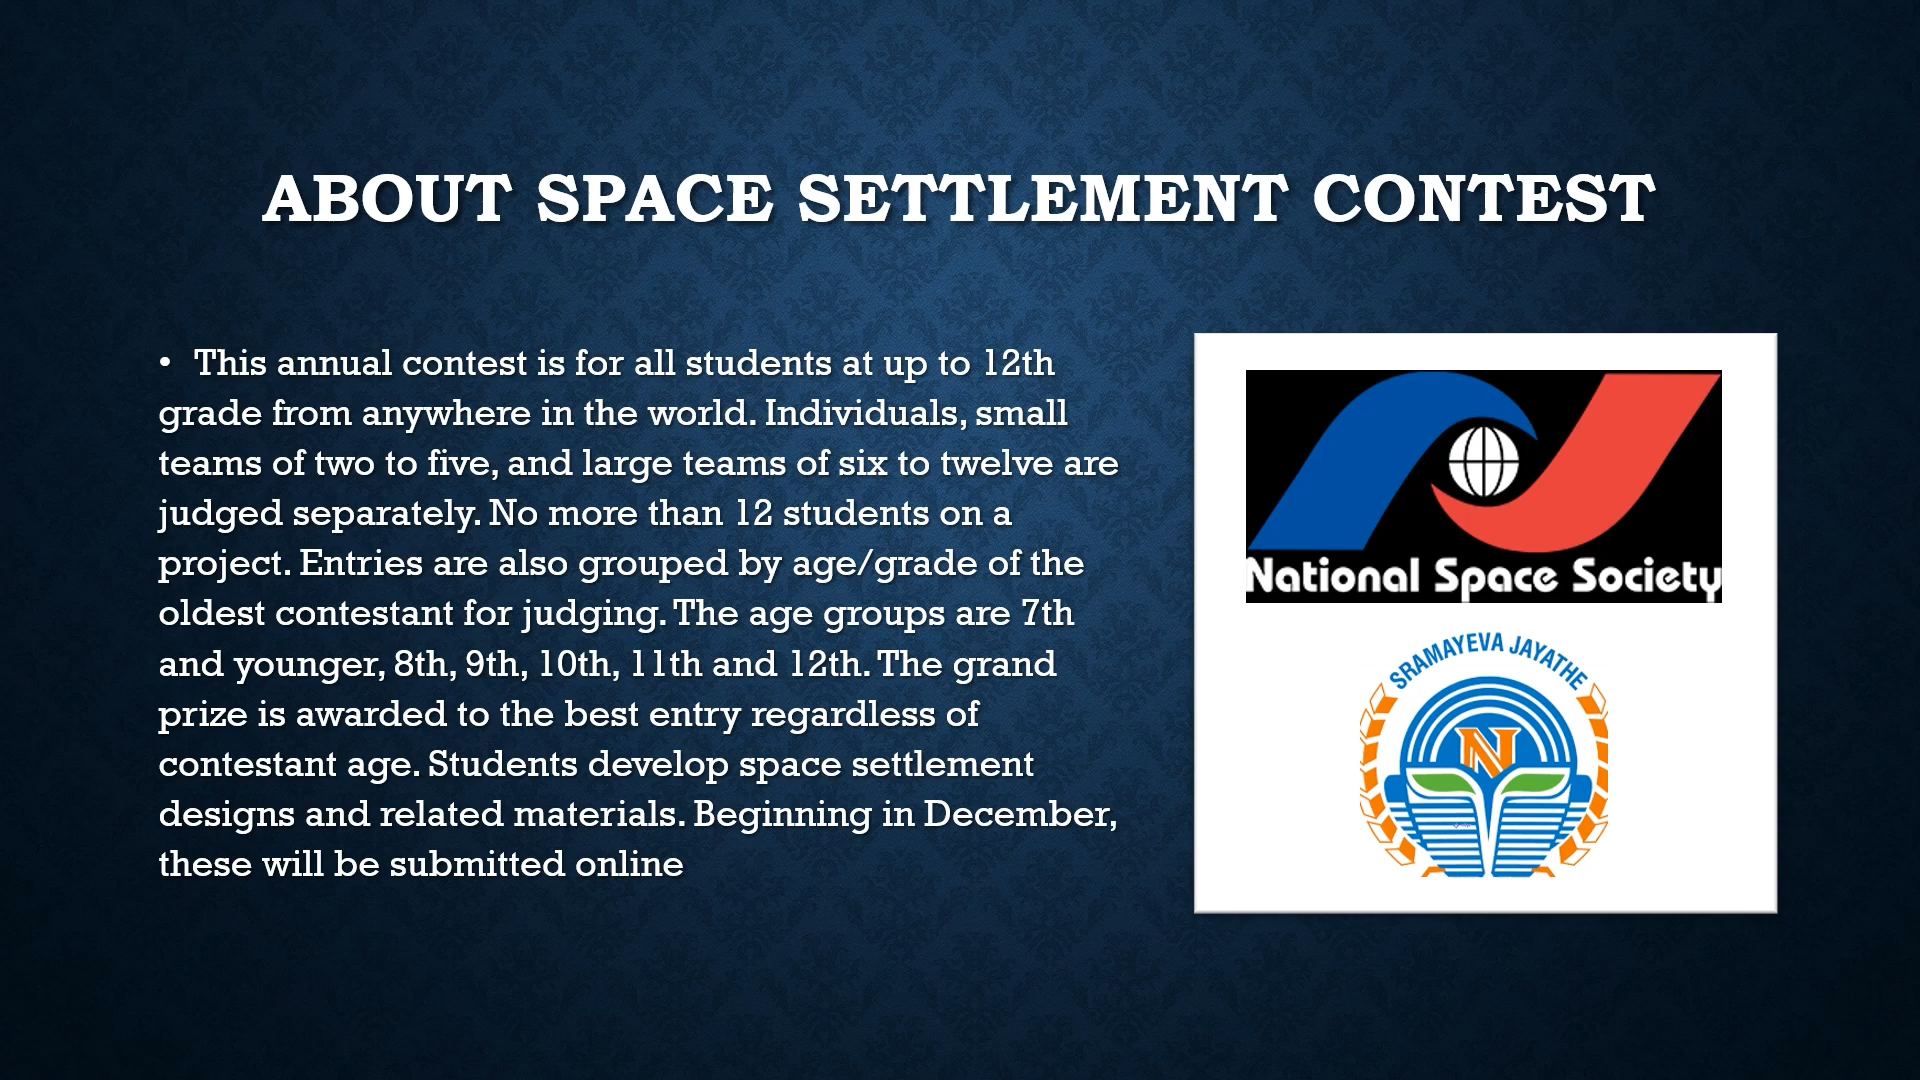 ABOUT SPACE SETTLEMENT CONTEST
• This annual contest is for all students at up to 12th
grade from anywhere in the world. Individuals, small
teams of two to five, and large teams of six to twelve are
judged separately. No more than 12 students on a
project. Entries are also grouped by age/grade of the
oldest contestant for judging. The age groups are 7th
and younger, 8th, 9th, 10th, 11th and 12th. The grand
prize is awarded to the best entry regardless of
contestant age. Students develop space settlement
designs and related materials. Beginning in December,
these will be submitted online
National Space Society
SRAMAYEVA JAYATHE
N